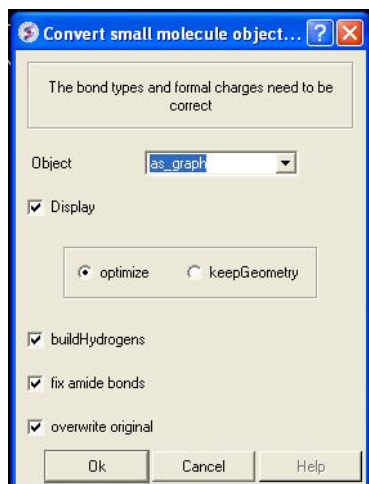 Convert small molecule obj...
The bond types and formal charges need to be
correct
Object as_graph
Display
optimize keepGeometry
buildHydrogens
fix amide bonds
overwrite original
Ok Cancel Help